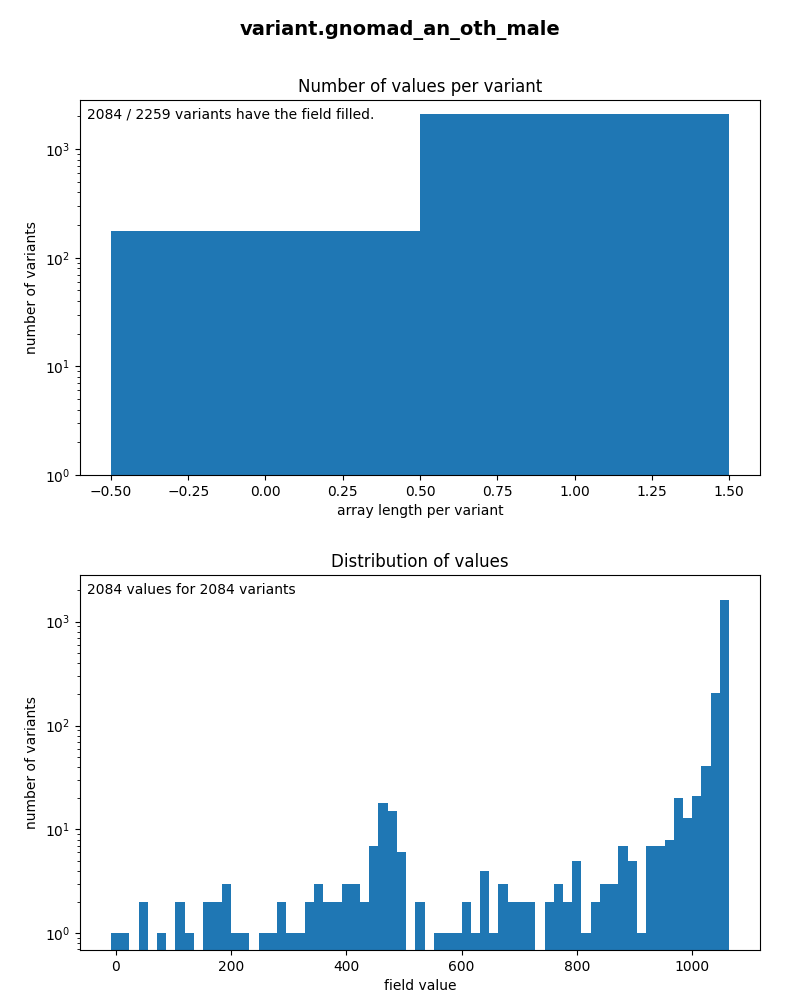 variant.gnomad_an_oth_male
Number of values per variant
2084 / 2259 variants have the field filled.
number of variants
10³
10²
10¹
10⁰
−0.50 −0.25 0.00 0.25 0.50 0.75 1.00 1.25 1.50
array length per variant
Distribution of values
2084 values for 2084 variants
number of variants
10³
10²
10¹
10⁰
0 200 400 600 800 1000
field value